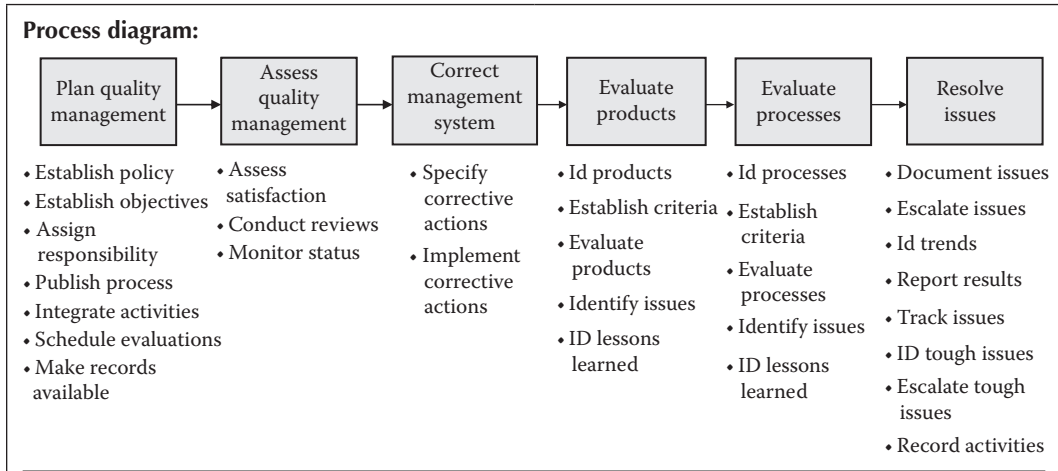 Process diagram:
Plan quality
management
Assess
quality
management
Correct
management
system
Evaluate
products
Evaluate
processes
Resolve
issues
• Establish policy
• Establish objectives
• Assign
responsibility
• Publish process
• Integrate activities
• Schedule evaluations
• Make records
available
• Assess
satisfaction
• Conduct reviews
• Monitor status
• Specify
corrective
actions
• Implement
corrective
actions
• Id products
• Establish criteria
• Evaluate
products
• Identify issues
• ID lessons
learned
• Id processes
• Establish
criteria
• Evaluate
processes
• Identify issues
• ID lessons
learned
• Document issues
• Escalate issues
• Id trends
• Report results
• Track issues
• ID tough issues
• Escalate tough
issues
• Record activities